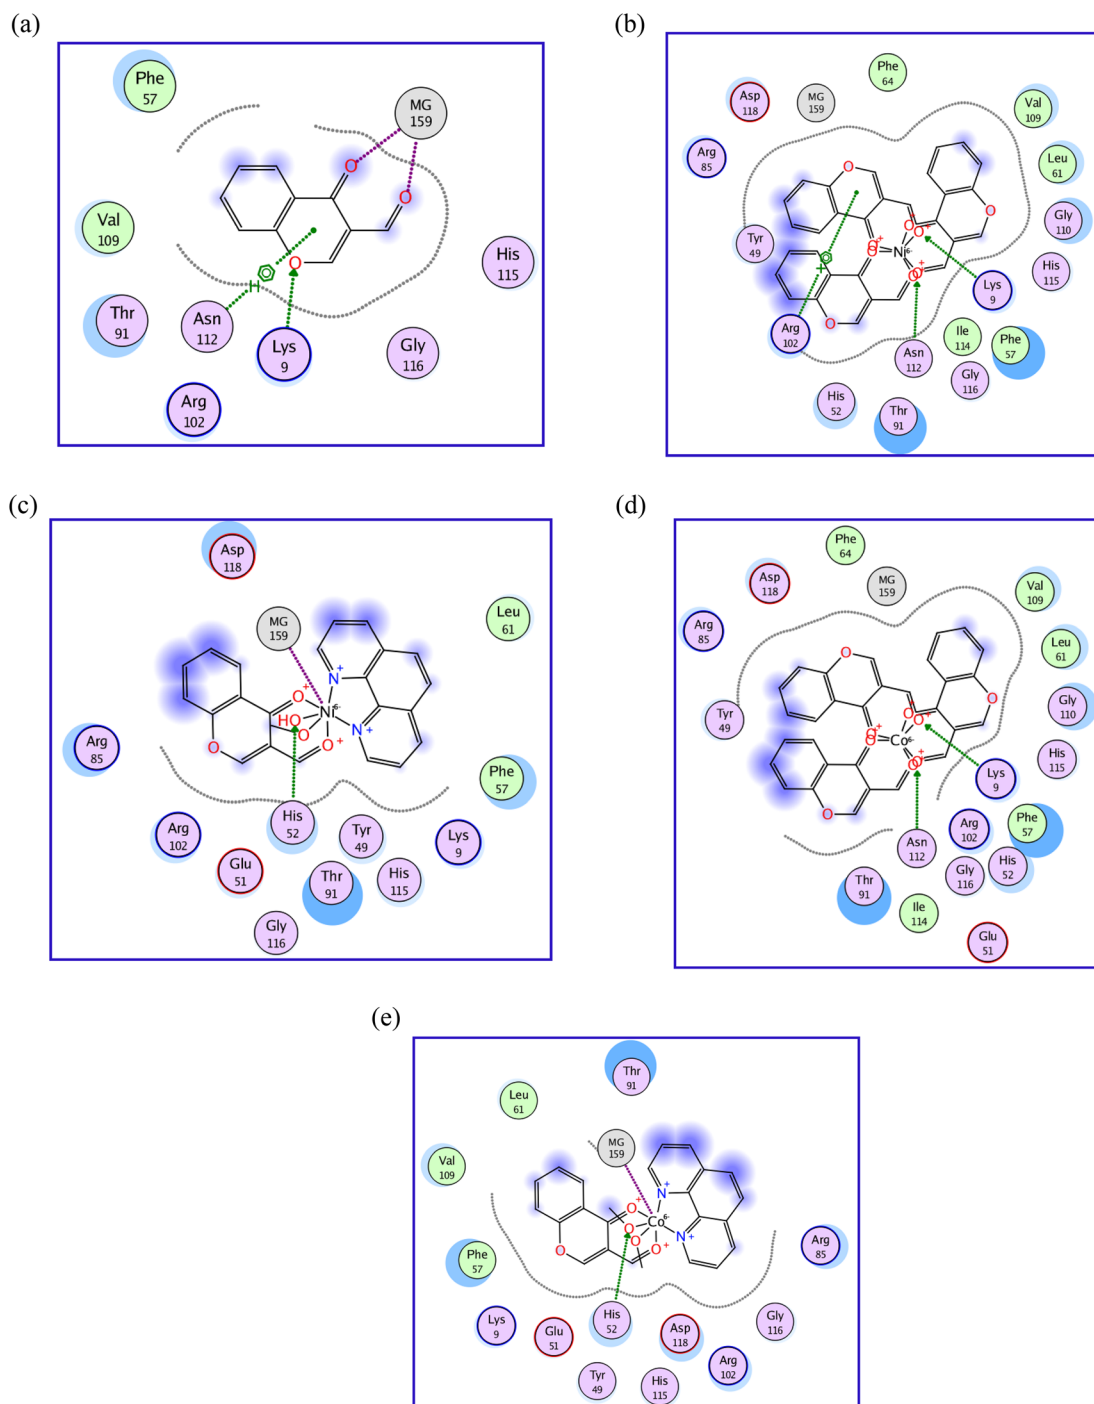 (a)
Phe
57
MG
159
O
O
Val
109
O
His
115
Thr
91
Asn
112
H
Lys
9
Gly
116
Arg
102
(b)
Phe
64
Asp
118
MG
159
Val
109
Arg
85
O
Leu
61
Gly
110
O
Tyr
49
O+
O+
O+
Ni6-
O+
O+
His
115
H
Lys
9
O
Arg
102
Ile
114
Phe
57
Asn
112
Gly
116
His
52
Thr
91
(c)
Asp
118
Leu
61
MG
159
N+
O+
HO
Ni6-
N+
O
O+
O
Arg
85
Phe
57
His
52
Arg
102
Tyr
49
Lys
9
Glu
51
Thr
91
His
115
Gly
116
(d)
Phe
64
Asp
118
MG
159
Val
109
Arg
85
O
Leu
61
O
Gly
110
Tyr
49
O+
O+
O+
Co6-
O+
O+
His
115
Lys
9
O
Arg
102
Phe
57
Asn
112
Gly
116
His
52
Thr
91
Ile
114
Glu
51
(e)
Thr
91
Leu
61
MG
159
Val
109
N+
O+
O
Co6-
N+
O
O+
O
Arg
85
Phe
57
Lys
9
Glu
51
His
52
Asp
118
Gly
116
Arg
102
Tyr
49
His
115